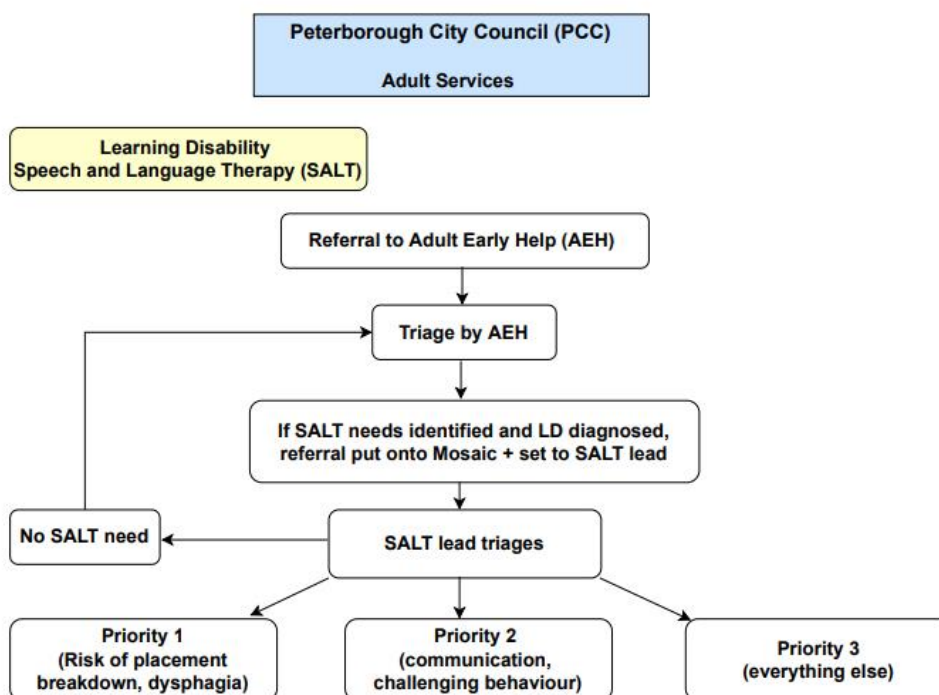 Peterborough City Council (PCC)
Adult Services
Learning Disability
Speech and Language Therapy (SALT)
Referral to Adult Early Help (AEH)
Triage by AEH
If SALT needs identified and LD diagnosed,
referral put onto Mosaic + set to SALT lead
No SALT need
SALT lead triages
Priority 1
(Risk of placement
breakdown, dysphagia)
Priority 2
(communication,
challenging behaviour)
Priority 3
(everything else)